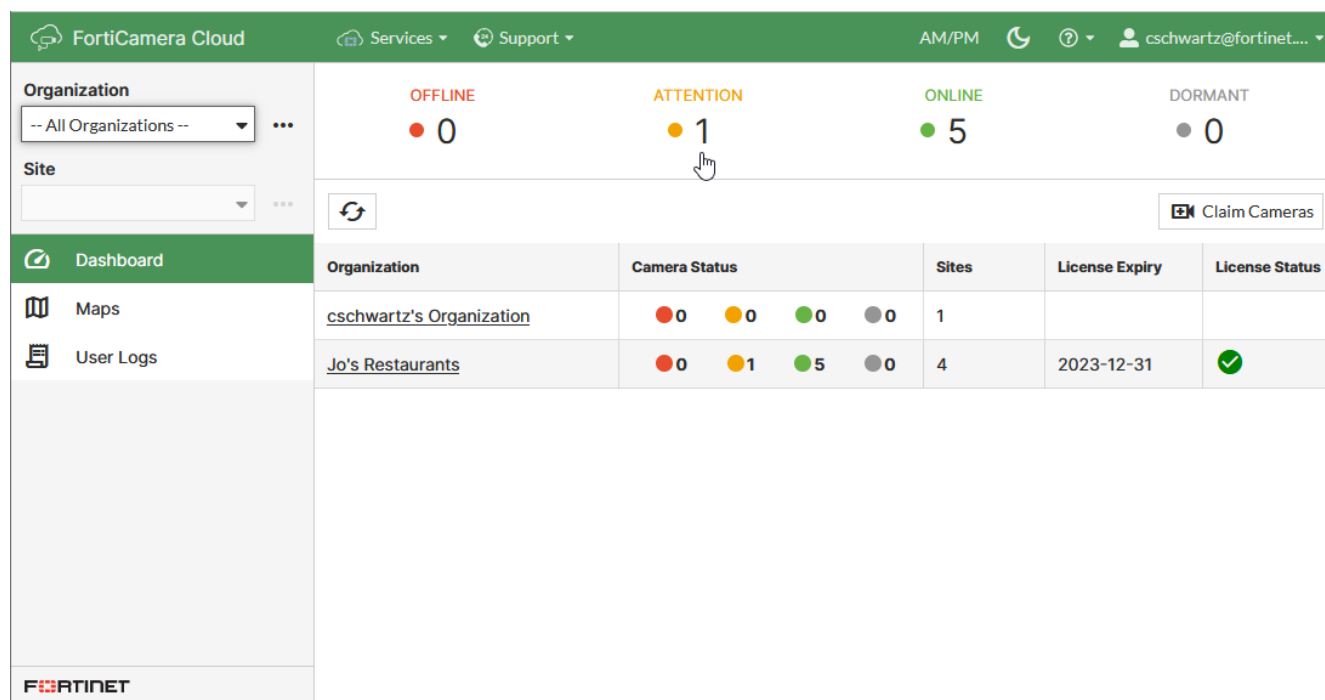 FortiCamera Cloud Services Support AM/PM cschwartz@fortinet....
Organization
-- All Organizations --
Site
OFFLINE ATTENTION ONLINE DORMANT
0 1 5 0
Claim Cameras
Dashboard
Maps
User Logs
Organization Camera Status Sites License Expiry License Status
cschwartz's Organization 0 0 0 0 1
Jo's Restaurants 0 1 5 0 4 2023-12-31
FORTINET